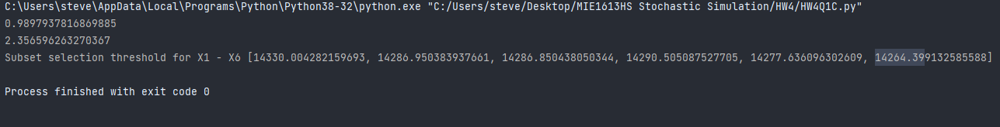 C:\Users\steve\AppData\Local\Programs\Python\Python38-32\python.exe "C:/Users/steve/Desktop/MIE1613HS Stochastic Simulation/HW4/HW4Q1C.py"
0.9897937816869885
2.356596263270367
Subset selection threshold for X1 - X6 [14330.004282159693, 14286.950383937661, 14286.850438050344, 14290.505087527705, 14277.636096302609, 14264.399132585588]
Process finished with exit code 0